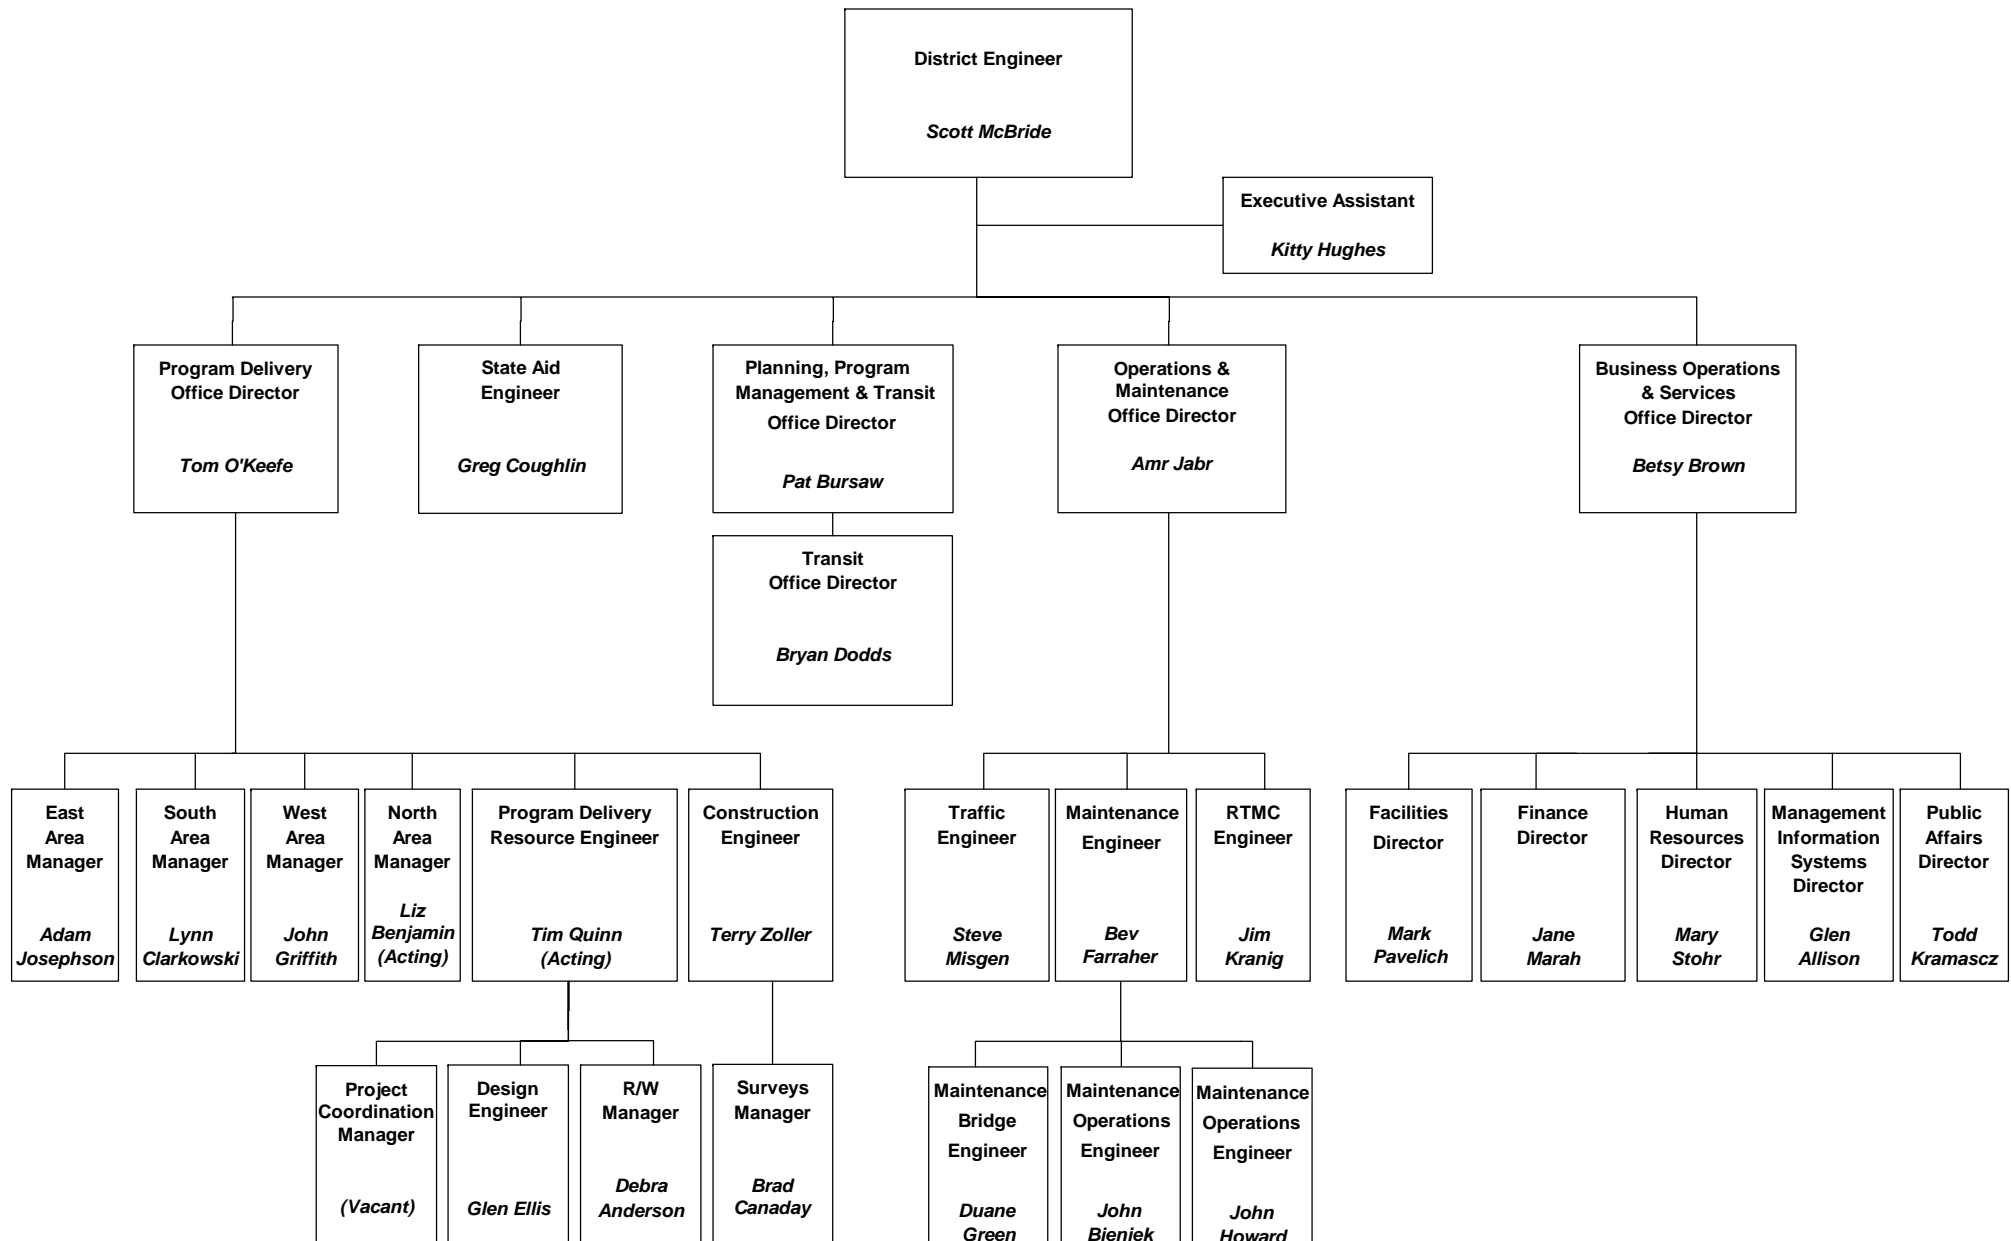 District Engineer
Scott McBride
Executive Assistant
Kitty Hughes
Program Delivery
Office Director
Tom O'Keefe
State Aid
Engineer
Greg Coughlin
Planning, Program
Management & Transit
Office Director
Pat Bursaw
Operations &
Maintenance
Office Director
Amr Jabr
Business Operations
& Services
Office Director
Betsy Brown
Transit
Office Director
Bryan Dodds
East
Area
Manager
Adam
Josephson
South
Area
Manager
Lynn
Clarkowski
West
Area
Manager
John
Griffith
North
Area
Manager
Liz
Benjamin
(Acting)
Program Delivery
Resource Engineer
Tim Quinn
(Acting)
Construction
Engineer
Terry Zoller
Traffic
Engineer
Steve
Misgen
Maintenance
Engineer
Bev
Farraher
RTMC
Engineer
Jim
Kranig
Facilities
Director
Mark
Pavelich
Finance
Director
Jane
Marah
Human
Resources
Director
Mary
Stohr
Management
Information
Systems
Director
Glen
Allison
Public
Affairs
Director
Todd
Kramascz
Project
Coordination
Manager
(Vacant)
Design
Engineer
Glen Ellis
R/W
Manager
Debra
Anderson
Surveys
Manager
Brad
Canaday
Maintenance
Bridge
Engineer
Duane
Green
Maintenance
Operations
Engineer
John
Bieniek
Maintenance
Operations
Engineer
John
Howard